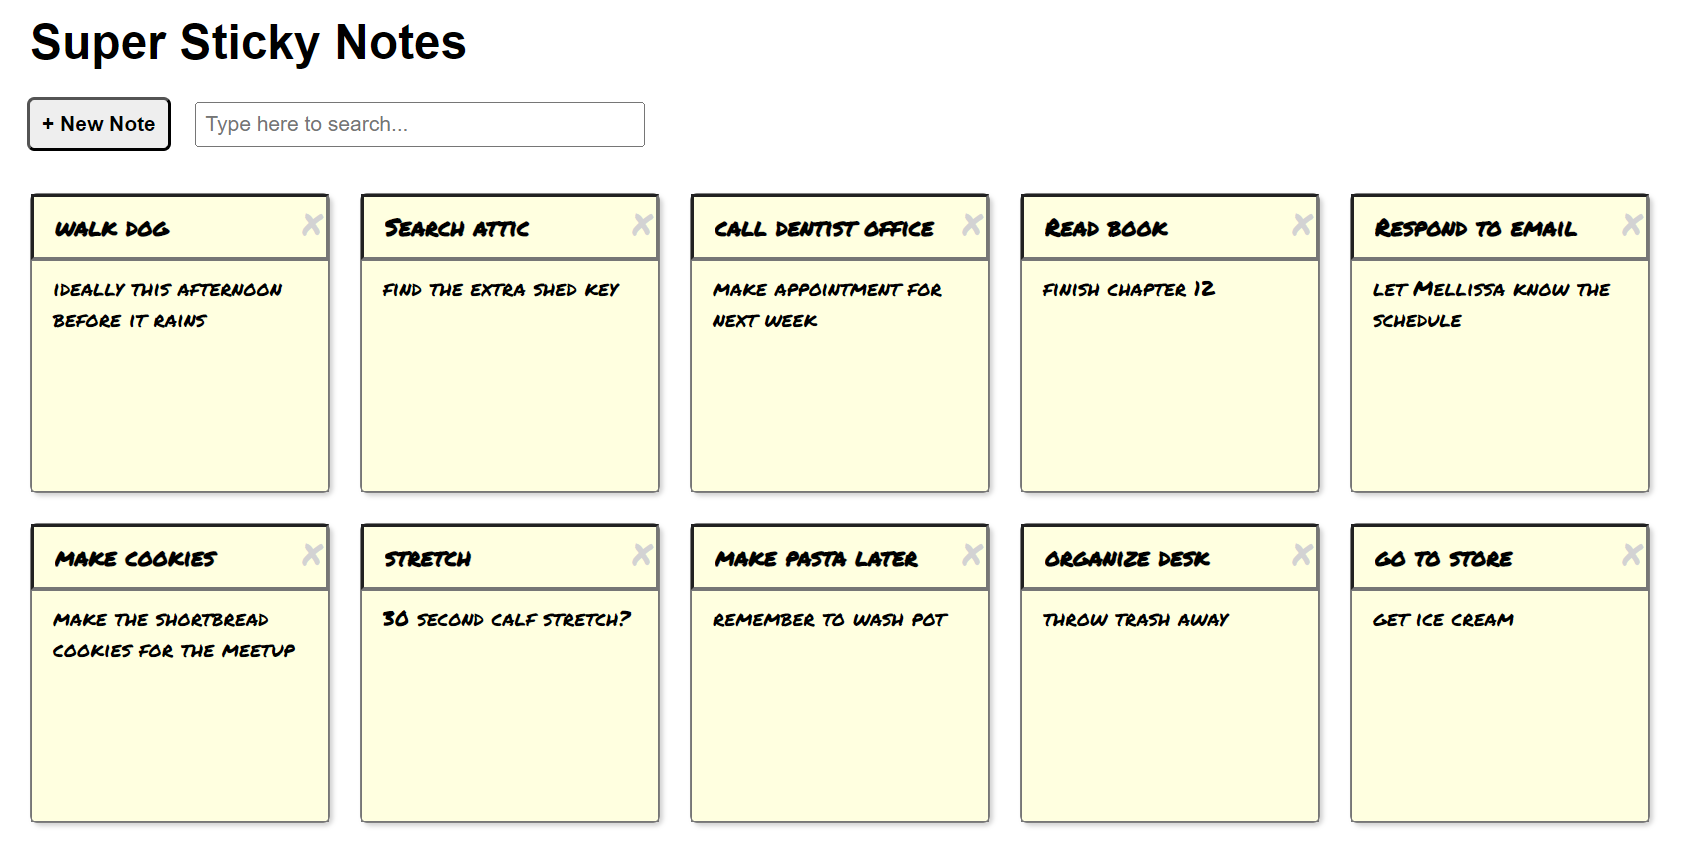 Super Sticky Notes
+ New Note
Type here to search...
walk dog
ideally this afternoon
before it rains
Search attic
find the extra shed key
call dentist office
make appointment for
next week
Read book
finish chapter 12
Respond to email
let Mellissa know the
schedule
make cookies
make the shortbread
cookies for the meetup
stretch
30 second calf stretch?
make pasta later
remember to wash pot
organize desk
throw trash away
go to store
get ice cream